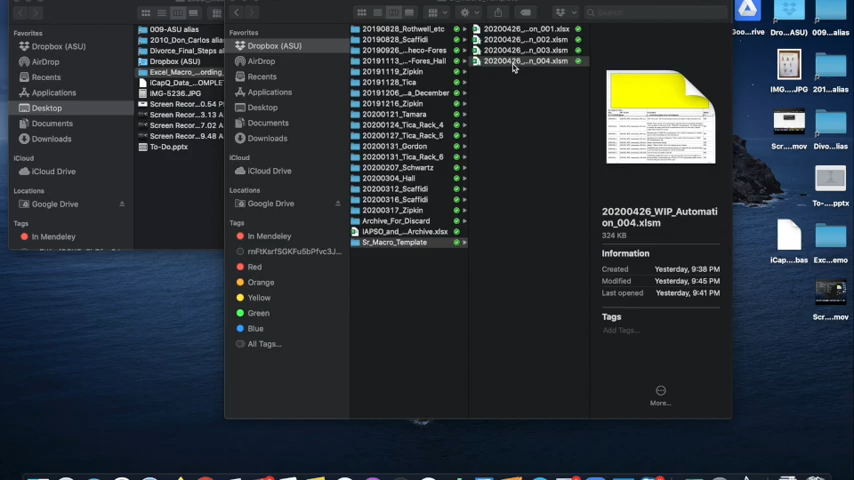 Favorites
Dropbox (ASU)
AirDrop
Recents
Applications
Desktop
Documents
Downloads
iCloud
iCloud Drive
Locations
Google Drive
Tags
In Mendeley
009-ASU alias
2010_Don_Carlos alias
Divorce_Final_Steps al
Dropbox (ASU)
Excel_Macro_...ording_
iCapQ_Data_...OMPLE
IMG-5236.JPG
Screen Recor...0.54 P
Screen Recor...3.13 P
Screen Recor...3.02 A
Screen Recor...9.48 A
To-Do.pptx
Search
Favorites
Dropbox (ASU)
AirDrop
Recents
Applications
Desktop
Documents
Downloads
iCloud
iCloud Drive
Locations
Google Drive
Tags
In Mendeley
rnFtKsrfSGKFu5bPfvc3J...
Red
Orange
Yellow
Green
Blue
All Tags...
20190828_Rothwell_etc
20190828_Scaffidi
20190926_...heco-Fores
20191113_...-Fores_Hall
20191119_Zipkin
20191128_Tica
20191206_...a_December
20191216_Zipkin
20200121_Tamara
20200124_Tica_Rack_4
20200127_Tica_Rack_5
20200131_Gordon
20200131_Tica_Rack_6
20200207_Schwartz
20200304_Hall
20200312_Scaffidi
20200316_Scaffidi
20200317_Zipkin
Archive_For_Discard
IAPSO_and_...Archive.xlsx
Sr_Macro_Template
20200426_...on_001.xlsx
20200426_...n_002.xlsm
20200426_...n_003.xlsm
20200426_...n_004.xlsm
20200426_WIP_Automati
on_004.xlsm
324 KB
Information
Created Yesterday, 9:38 PM
Modified Yesterday, 9:45 PM
Last opened Yesterday, 9:41 PM
Tags
Add Tags...
More...
Goo...rive
Dro...ASU)
009...alias
IMG....JPG
201...alias
Scr....mov
Divo...alias
To-....pptx
iCap....bas
Exc...emo
Scr....mov